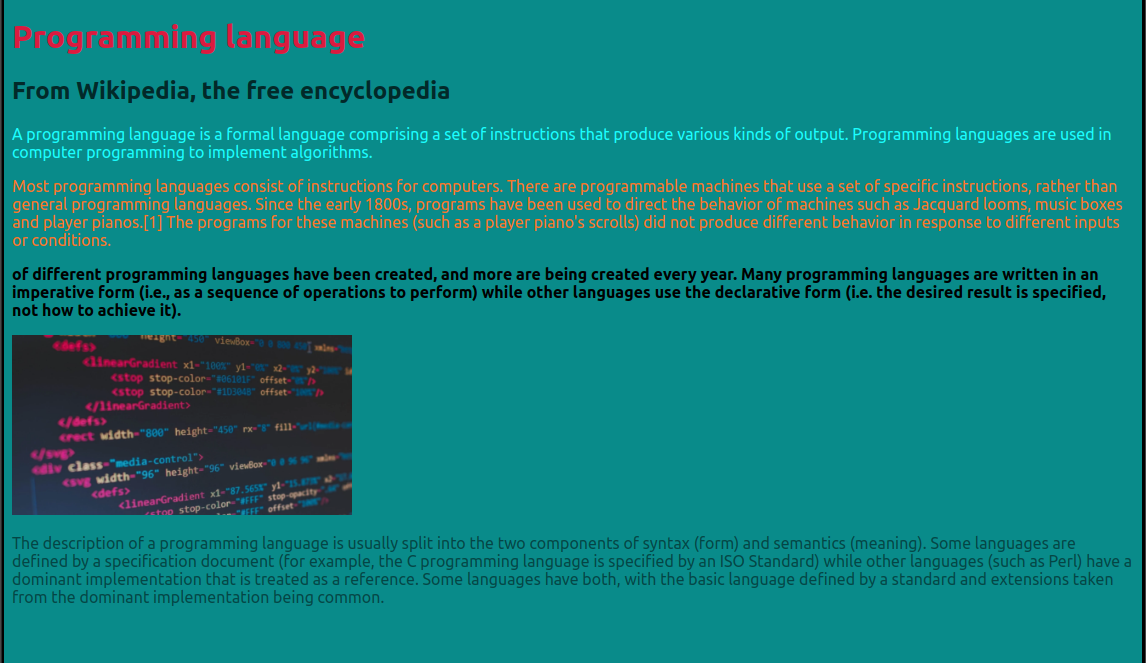 Programming language
From Wikipedia, the free encyclopedia
A programming language is a formal language comprising a set of instructions that produce various kinds of output. Programming languages are used in
computer programming to implement algorithms.
Most programming languages consist of instructions for computers. There are programmable machines that use a set of specific instructions, rather than
general programming languages. Since the early 1800s, programs have been used to direct the behavior of machines such as Jacquard looms, music boxes
and player pianos.[1] The programs for these machines (such as a player piano's scrolls) did not produce different behavior in response to different inputs
or conditions.
of different programming languages have been created, and more are being created every year. Many programming languages are written in an
imperative form (i.e., as a sequence of operations to perform) while other languages use the declarative form (i.e. the desired result is specified,
not how to achieve it).
height="450" viewBox="0 0 800 450"
<defs>
<linearGradient x1="100%" y1="0%" x2="0%" y2="100%"
<stop stop-color="#06101F" offset="0%"/>
<stop stop-color="#1D304B" offset="100%"/>
</linearGradient>
</defs>
<rect width="800" height="450" rx="8" fill=
</svg>
<div class="media-control">
<svg width="96" height="96" viewBox="0 0 96 96"
<defs>
<linearGradient x1="87.565%" y1="15.873%"
<stop stop-color="#FFF" stop-opacity=
<stop stop-color="#FFF" offset="100%"/>
The description of a programming language is usually split into the two components of syntax (form) and semantics (meaning). Some languages are
defined by a specification document (for example, the C programming language is specified by an ISO Standard) while other languages (such as Perl) have a
dominant implementation that is treated as a reference. Some languages have both, with the basic language defined by a standard and extensions taken
from the dominant implementation being common.